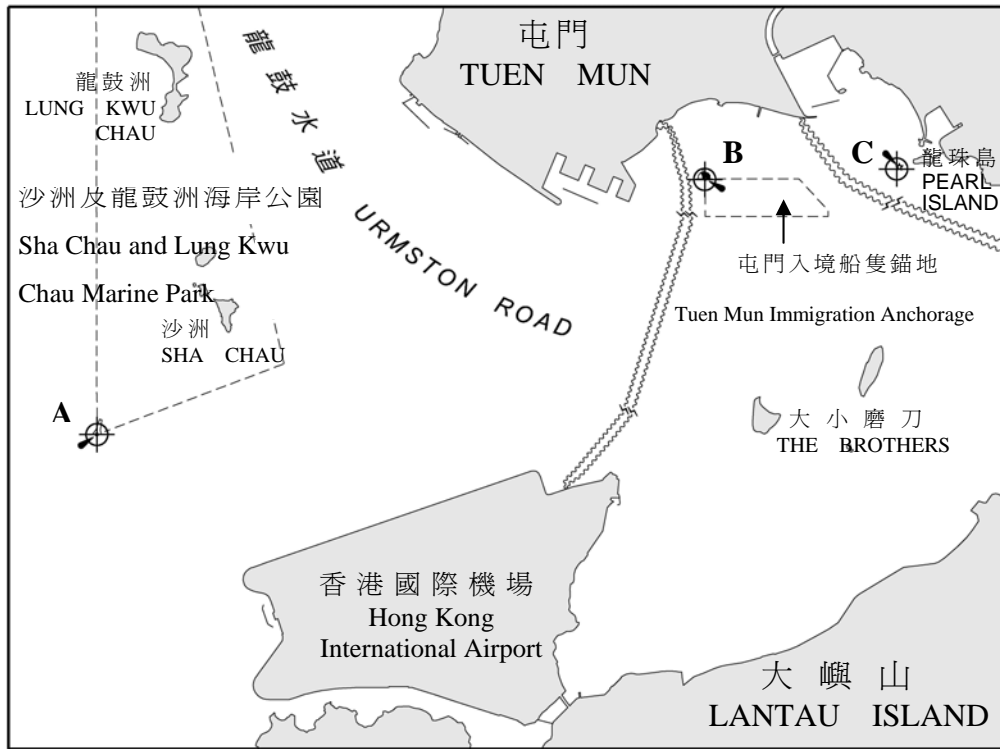 屯門
TUEN MUN
龍鼓洲
LUNG KWU
CHAU
龍鼓水道
URMSTON ROAD
B
C
龍珠島
PEARL
ISLAND
沙洲及龍鼓洲海岸公園
Sha Chau and Lung Kwu
Chau Marine Park
沙洲
SHA CHAU
屯門入境船隻錨地
Tuen Mun Immigration Anchorage
A
大小磨刀
THE BROTHERS
香港國際機場
Hong Kong
International Airport
大嶼山
LANTAU ISLAND